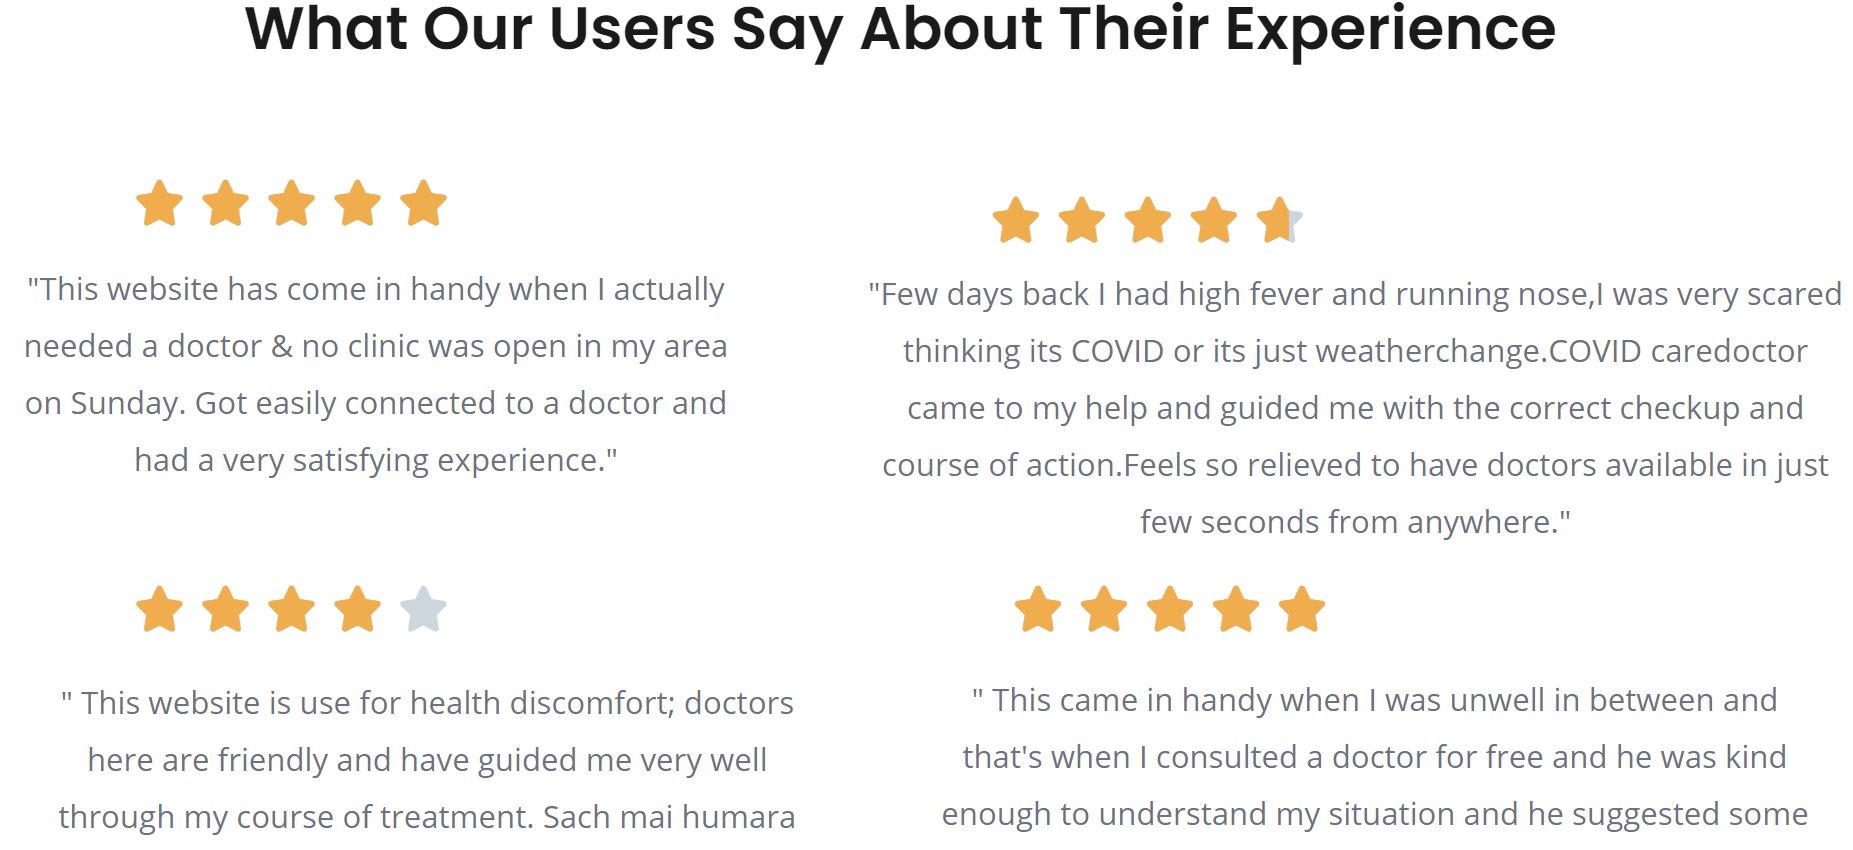 What Our Users Say About Their Experience
"This website has come in handy when I actually
needed a doctor & no clinic was open in my area
on Sunday. Got easily connected to a doctor and
had a very satisfying experience."
"Few days back I had high fever and running nose,I was very scared
thinking its COVID or its just weatherchange.COVID caredoctor
came to my help and guided me with the correct checkup and
course of action.Feels so relieved to have doctors available in just
few seconds from anywhere."
" This website is use for health discomfort; doctors
here are friendly and have guided me very well
through my course of treatment. Sach mai humara
" This came in handy when I was unwell in between and
that's when I consulted a doctor for free and he was kind
enough to understand my situation and he suggested some